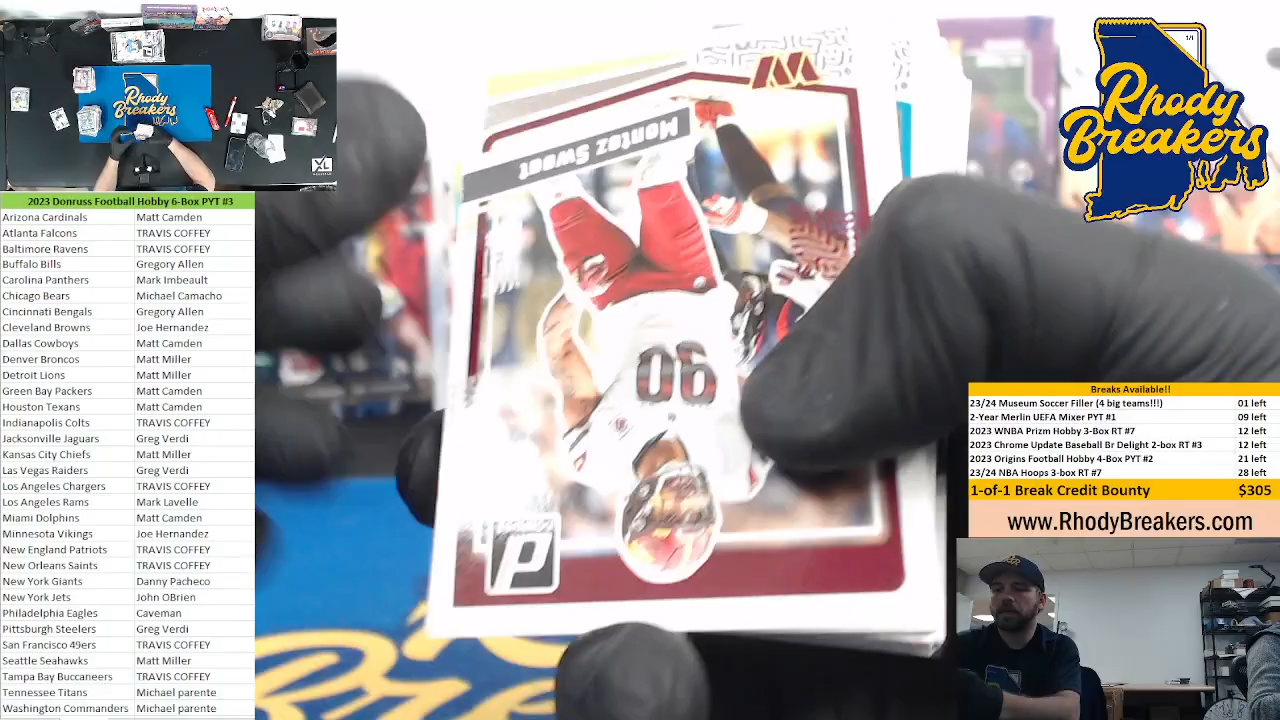 Rhody
Breakers
XL
2023 Donruss Football Hobby 6-Box PYT #3
Arizona Cardinals Matt Camden
Atlanta Falcons TRAVIS COFFEY
Baltimore Ravens TRAVIS COFFEY
Buffalo Bills Gregory Allen
Carolina Panthers Mark Imbeault
Chicago Bears Michael Camacho
Cincinnati Bengals Gregory Allen
Cleveland Browns Joe Hernandez
Dallas Cowboys Matt Camden
Denver Broncos Matt Miller
Detroit Lions Matt Miller
Green Bay Packers Matt Camden
Houston Texans Matt Camden
Indianapolis Colts TRAVIS COFFEY
Jacksonville Jaguars Greg Verdi
Kansas City Chiefs Matt Miller
Las Vegas Raiders Greg Verdi
Los Angeles Chargers TRAVIS COFFEY
Los Angeles Rams Mark Lavelle
Miami Dolphins Matt Camden
Minnesota Vikings Joe Hernandez
New England Patriots TRAVIS COFFEY
New Orleans Saints TRAVIS COFFEY
New York Giants Danny Pacheco
New York Jets John OBrien
Philadelphia Eagles Caveman
Pittsburgh Steelers Greg Verdi
San Francisco 49ers TRAVIS COFFEY
Seattle Seahawks Matt Miller
Tampa Bay Buccaneers TRAVIS COFFEY
Tennessee Titans Michael parente
Washington Commanders Michael parente
Montez Sweat
90
1/1
Rhody
Breakers
Breaks Available!!
23/24 Museum Soccer Filler (4 big teams!!!) 01 left
2-Year Merlin UEFA Mixer PYT #1 09 left
2023 WNBA Prizm Hobby 3-Box RT #7 12 left
2023 Chrome Update Baseball Br Delight 2-box RT #3 12 left
2023 Origins Football Hobby 4-Box PYT #2 21 left
23/24 NBA Hoops 3-box RT #7 28 left
1-of-1 Break Credit Bounty $305
www.RhodyBreakers.com